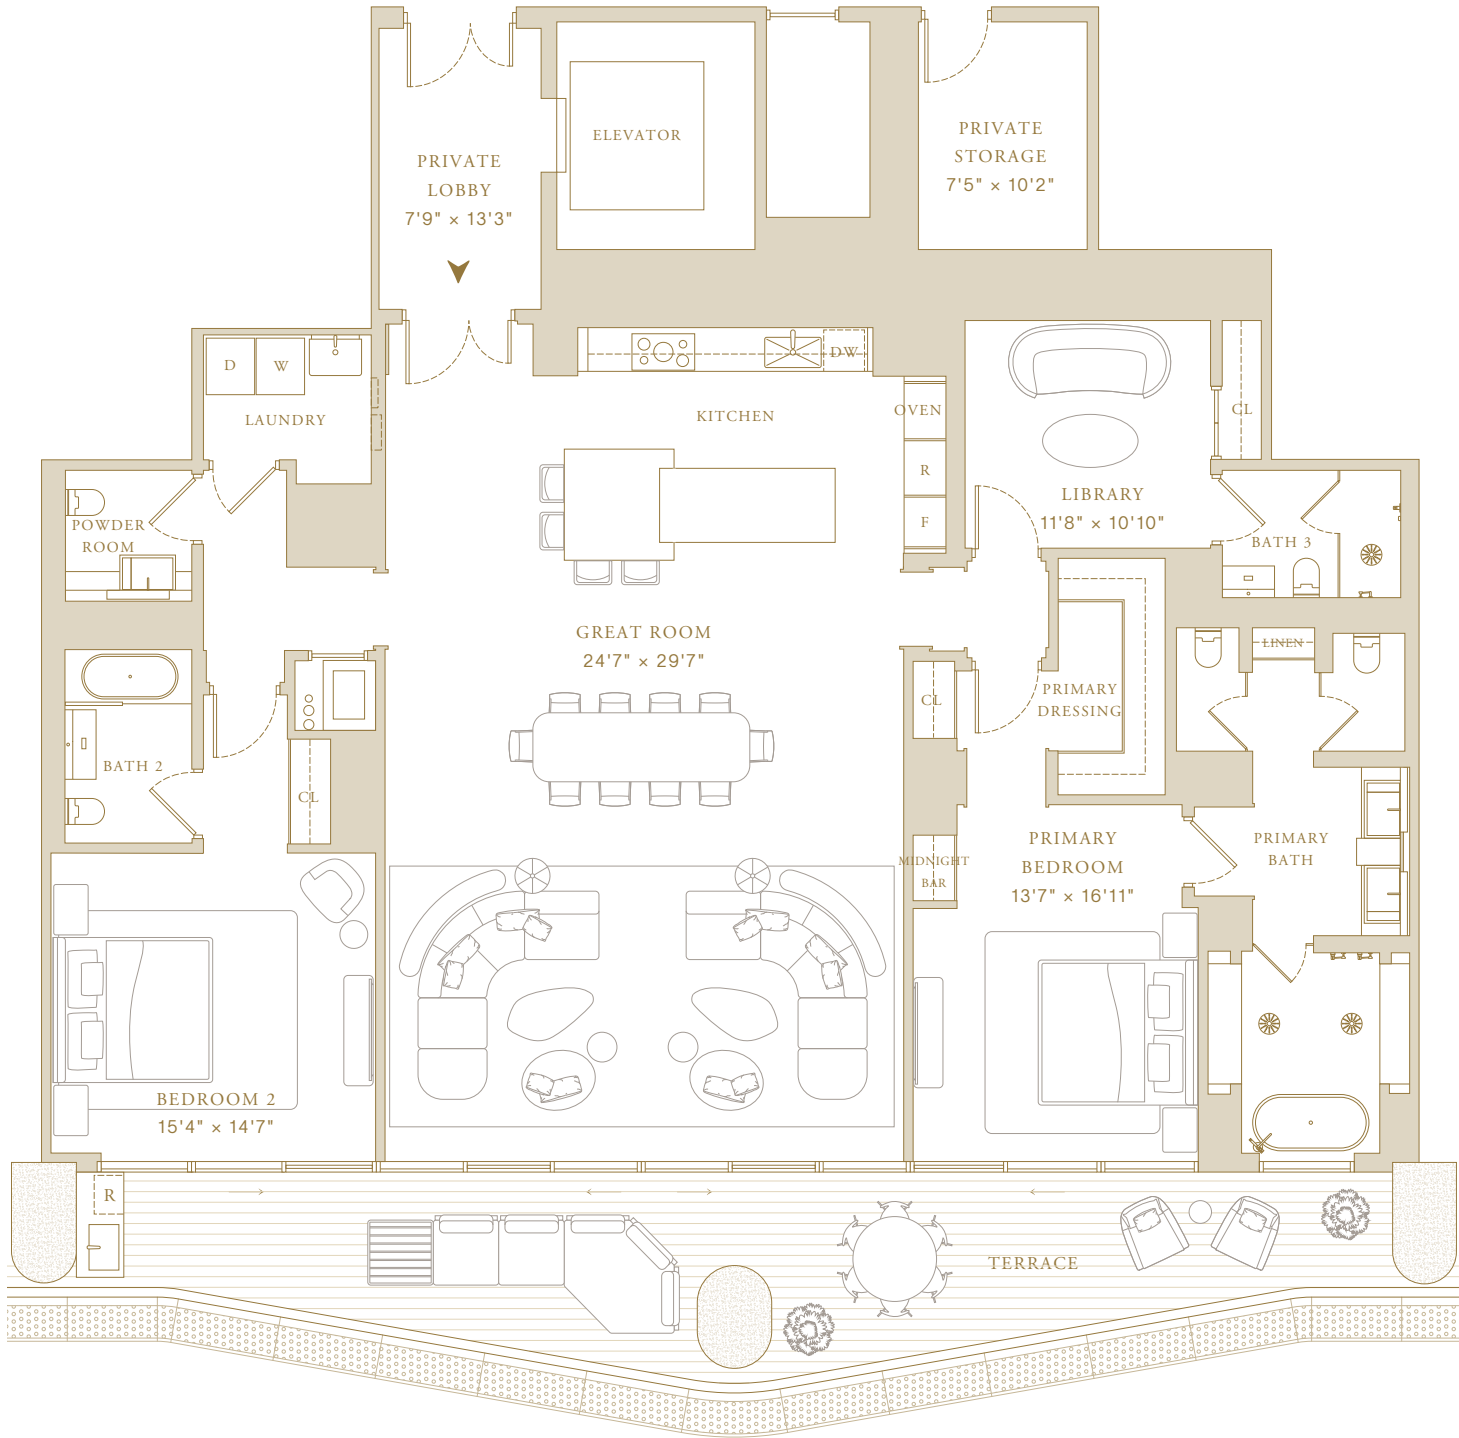 PRIVATE
LOBBY
7'9" × 13'3"
ELEVATOR
PRIVATE
STORAGE
7'5" × 10'2"
D
W
LAUNDRY
DW
KITCHEN
OVEN
R
F
CL
LIBRARY
11'8" × 10'10"
POWDER
ROOM
BATH 3
GREAT ROOM
24'7" × 29'7"
LINEN
CL
PRIMARY
DRESSING
BATH 2
CL
MIDNIGHT
BAR
PRIMARY
BEDROOM
13'7" × 16'11"
PRIMARY
BATH
BEDROOM 2
15'4" × 14'7"
R
TERRACE